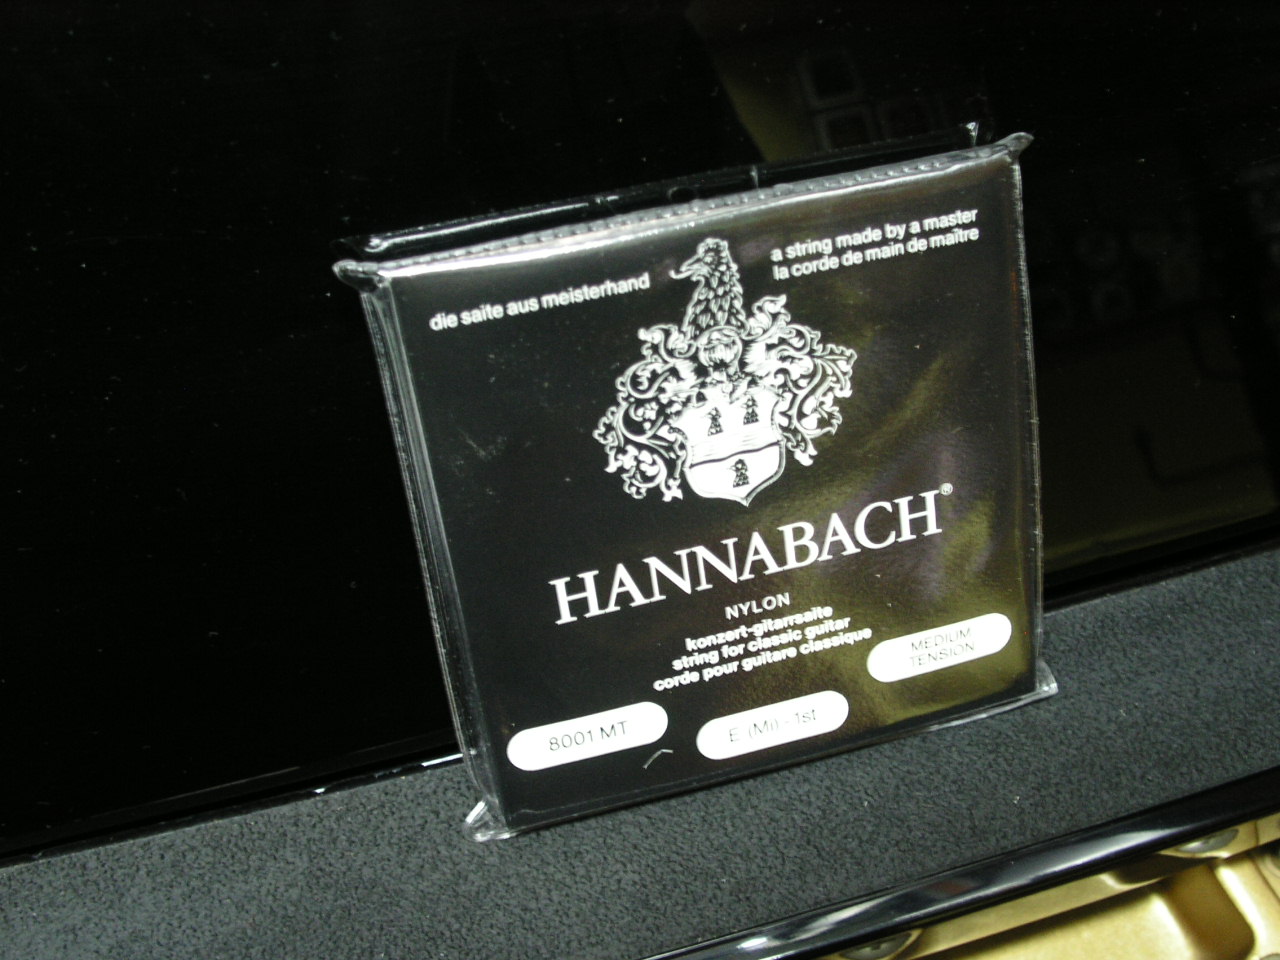 die saite aus meisterhand
a string made by a master
la corde de main de maître
HANNABACH®
NYLON
konzert-gitarrsaite
string for classic guitar
corde pour guitare classique
MEDIUM
TENSION
8001 MT
E (Mi) - 1st